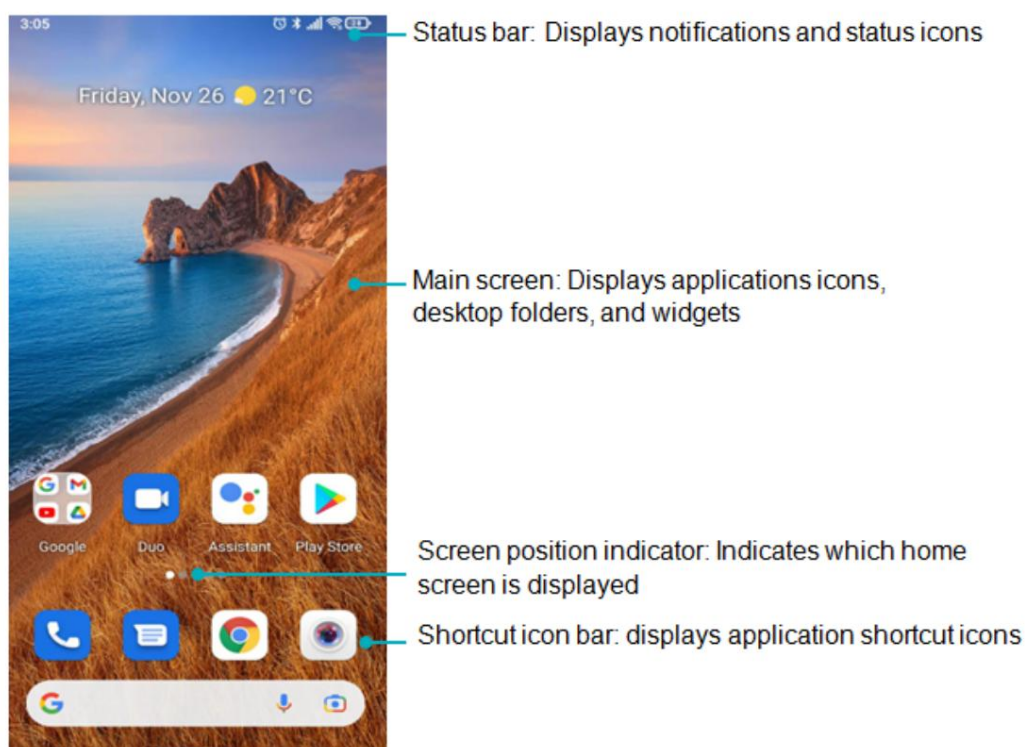 3:05
Status bar: Displays notifications and status icons
Friday, Nov 26 21°C
Main screen: Displays applications icons,
desktop folders, and widgets
Google Duo Assistant Play Store
Screen position indicator: Indicates which home
screen is displayed
Shortcut icon bar: displays application shortcut icons